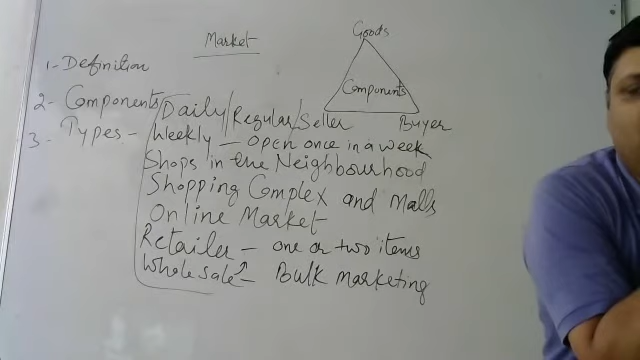 Market
Goods
Components
Seller
Buyer
1- Definition
2- Components
3- Types -
Daily/Regular/
Weekly - open once in a week
Shops in the Neighbourhood
Shopping Complex and Malls
Online Market
Retailer - one or two items
Wholesaler - Bulk marketing